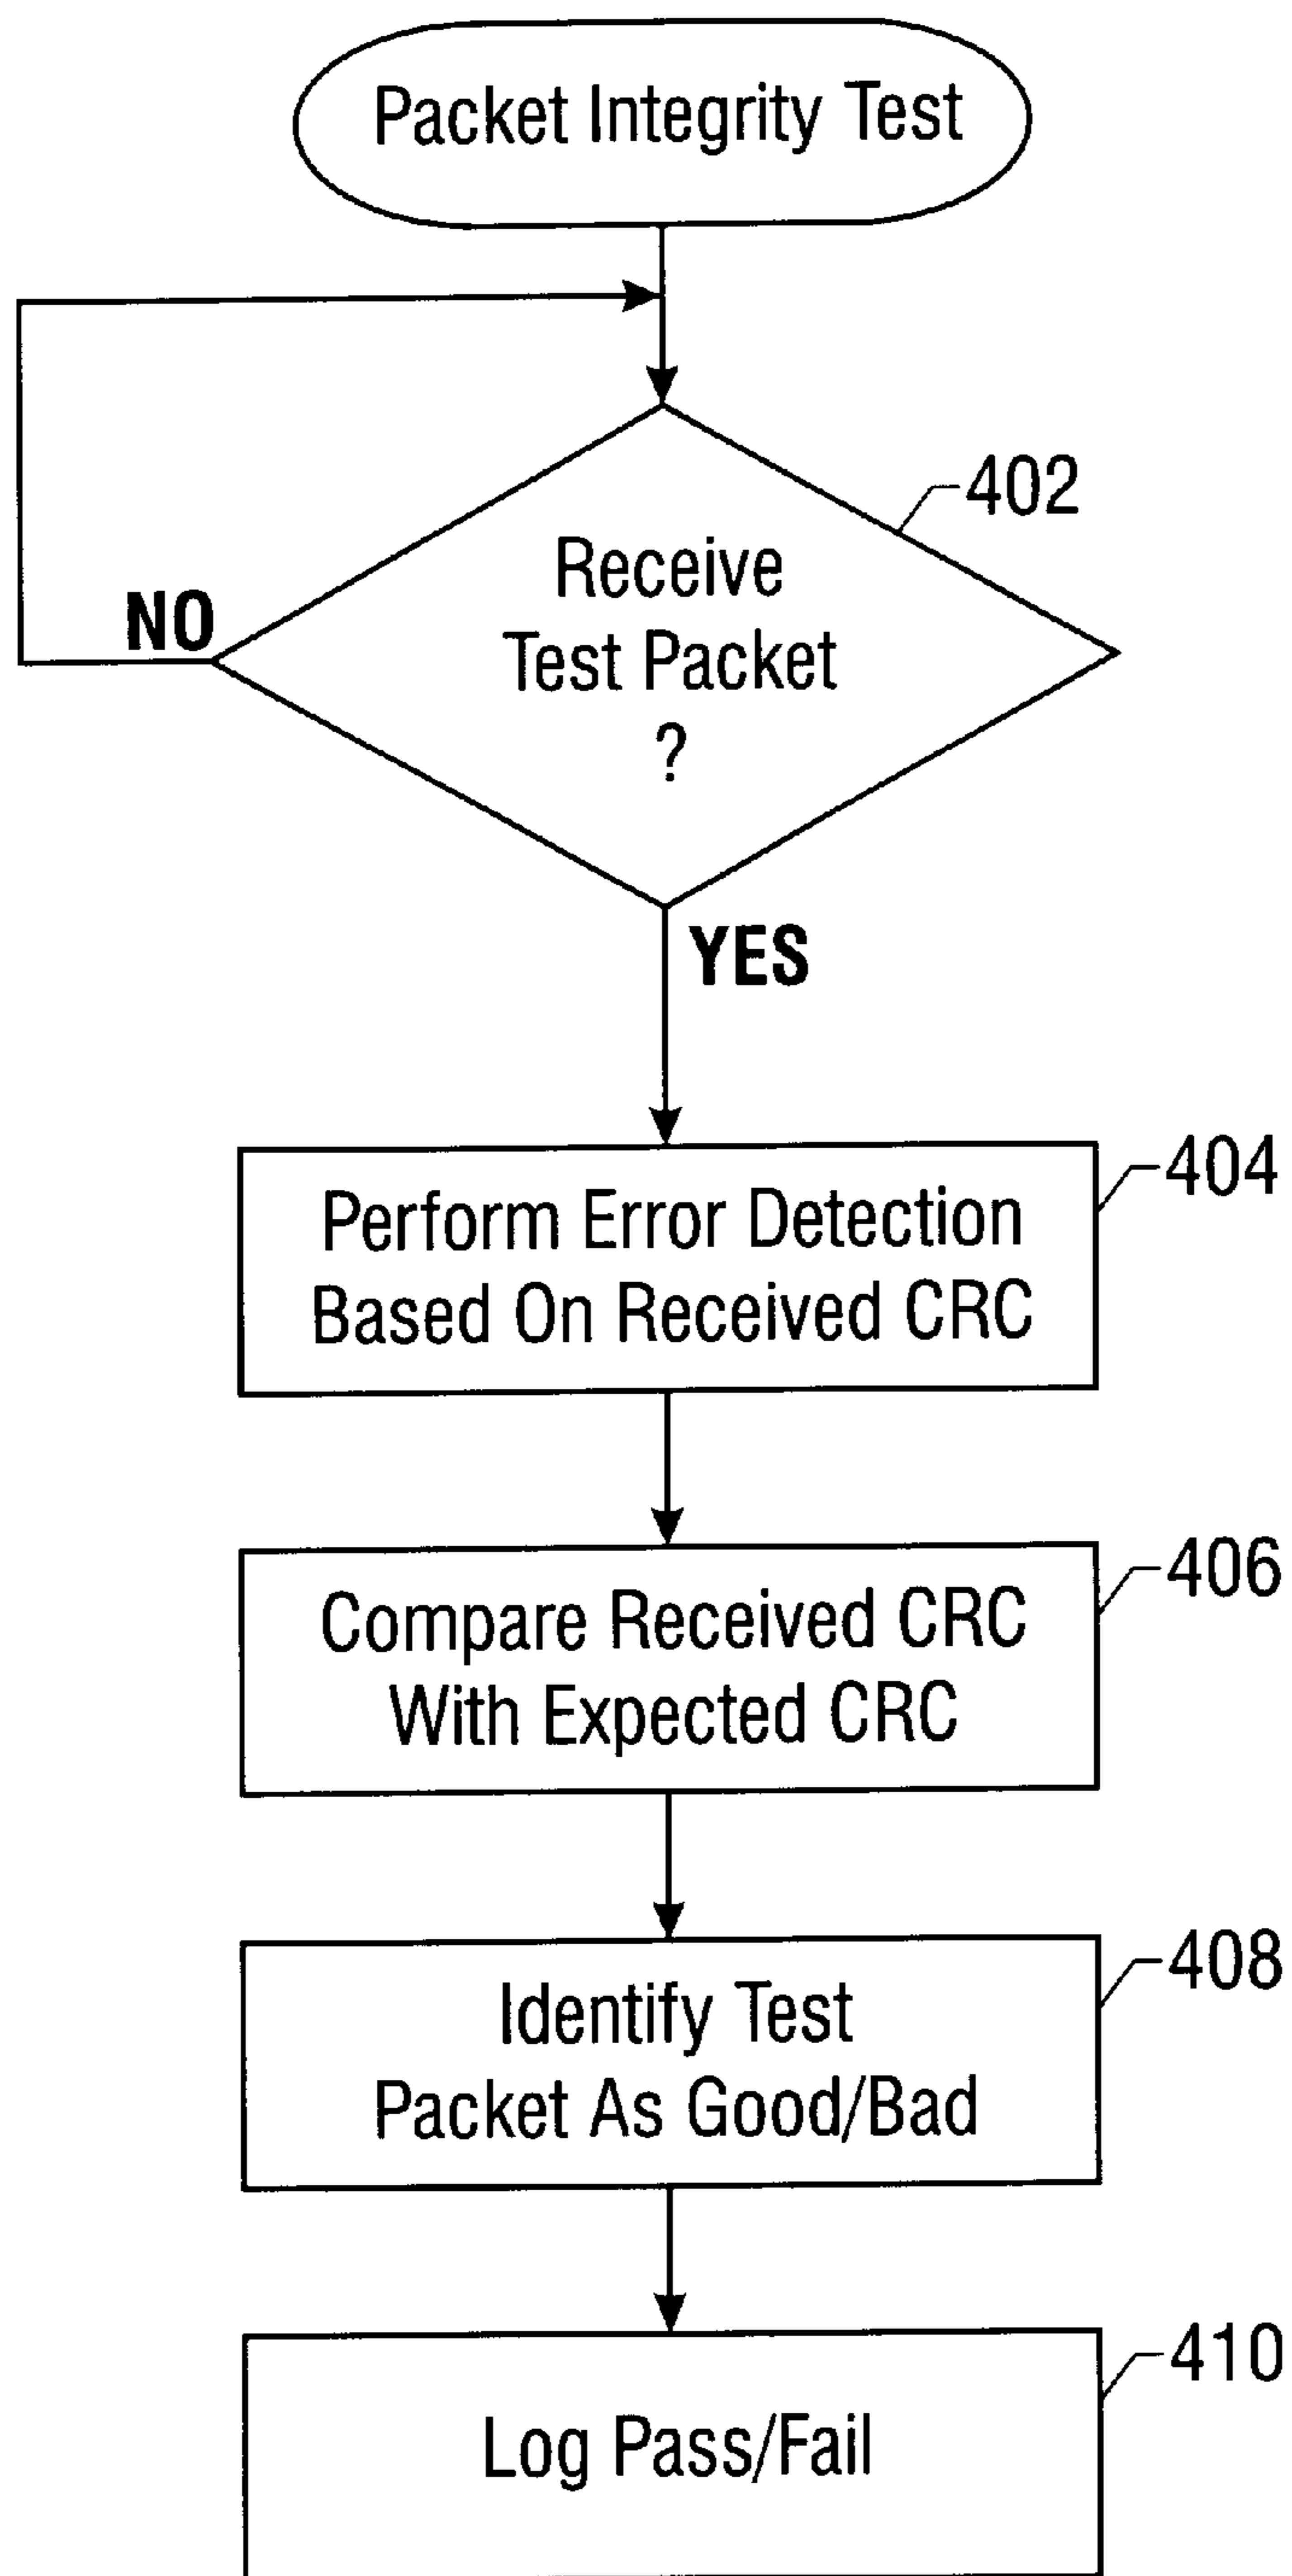 Packet Integrity Test
402
Receive
Test Packet
?
NO
YES
404
Perform Error Detection
Based On Received CRC
406
Compare Received CRC
With Expected CRC
408
Identify Test
Packet As Good/Bad
410
Log Pass/Fail